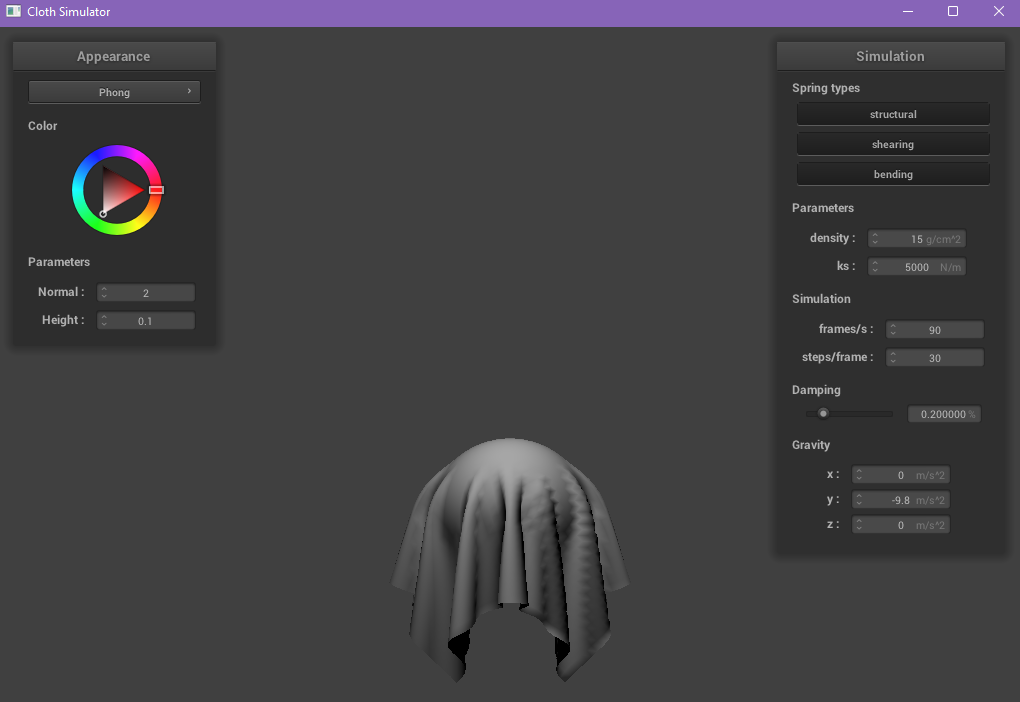 Cloth Simulator
Appearance
Phong
Color
Parameters
Normal : 2
Height : 0.1
Simulation
Spring types
structural
shearing
bending
Parameters
density : 15 g/cm^2
ks : 5000 N/m
Simulation
frames/s : 90
steps/frame : 30
Damping
0.200000 %
Gravity
x : 0 m/s^2
y : -9.8 m/s^2
z : 0 m/s^2